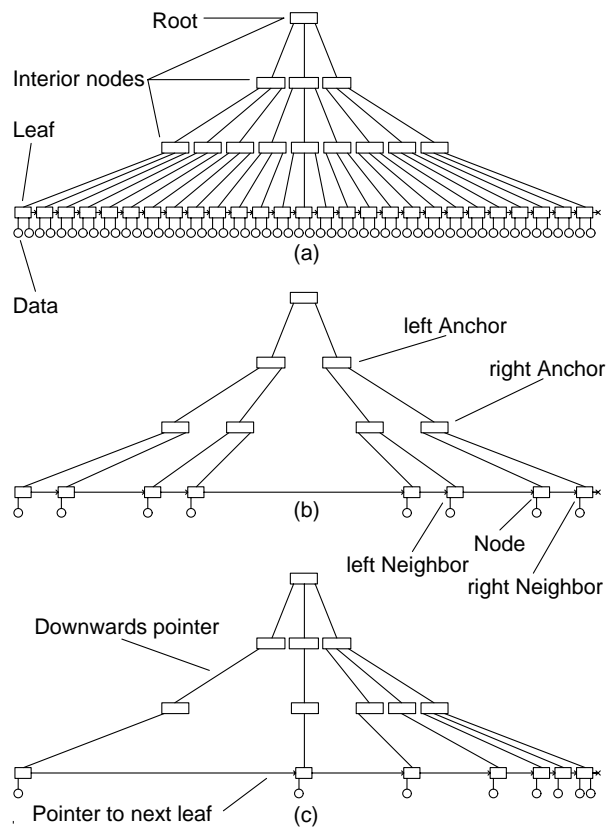 Root
Interior nodes
Leaf
(a)
Data
left Anchor
right Anchor
(b)
Node
left Neighbor
right Neighbor
Downwards pointer
Pointer to next leaf
(c)